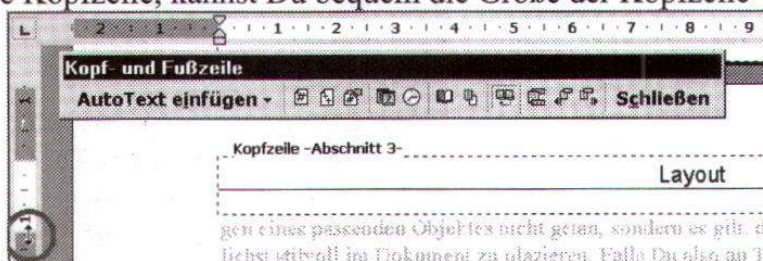 e Kopfzeile, kannst Du bequem die Größe der Kopfzeile
2 1 1 2 3 4 5 6 7 8 9
Kopf- und Fußzeile
AutoText einfügen Schließen
1
Kopfzeile -Abschnitt 3-
Layout
1
gen eines passenden Objektes nicht getan, sondern es gilt, d
lichst stilvoll im Dokument zu plazieren. Falls Du also an